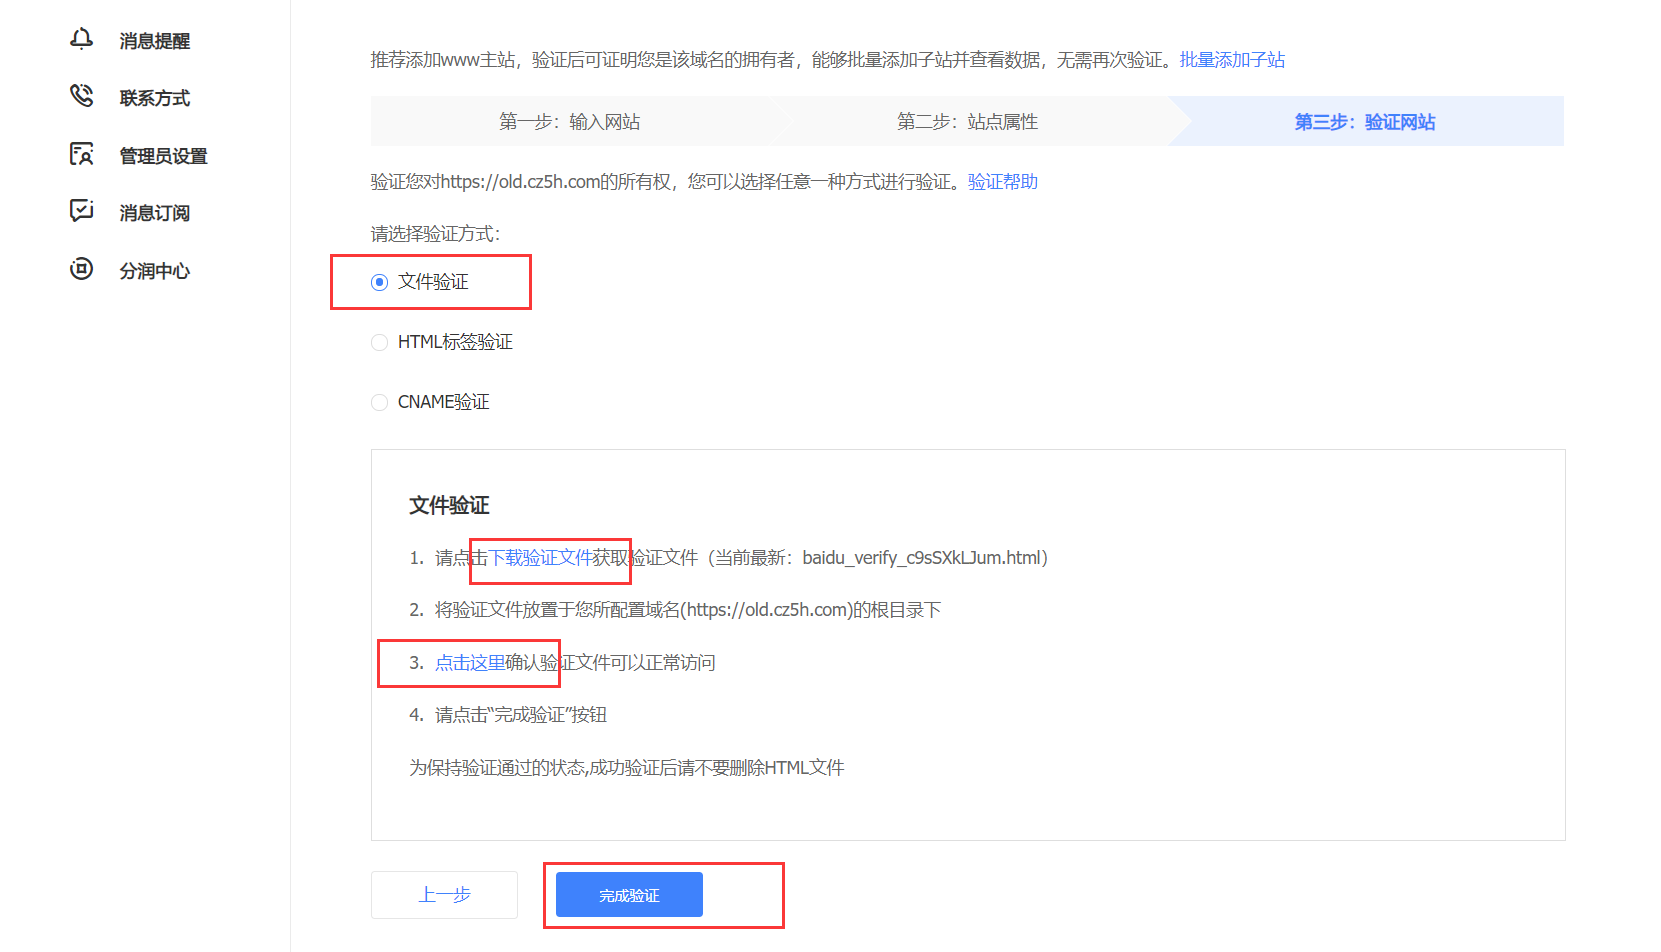 消息提醒
联系方式
管理员设置
消息订阅
分润中心
推荐添加www主站，验证后可证明您是该域名的拥有者，能够批量添加子站并查看数据，无需再次验证。批量添加子站
第一步：输入网站
第二步：站点属性
第三步：验证网站
验证您对https://old.cz5h.com的所有权，您可以选择任意一种方式进行验证。验证帮助
请选择验证方式：
文件验证
HTML标签验证
CNAME验证
文件验证
1. 请点击下载验证文件获取验证文件（当前最新：baidu_verify_c9sSXkLJum.html）
2. 将验证文件放置于您所配置域名(https://old.cz5h.com)的根目录下
3. 点击这里确认验证文件可以正常访问
4. 请点击“完成验证”按钮
为保持验证通过的状态,成功验证后请不要删除HTML文件
上一步
完成验证